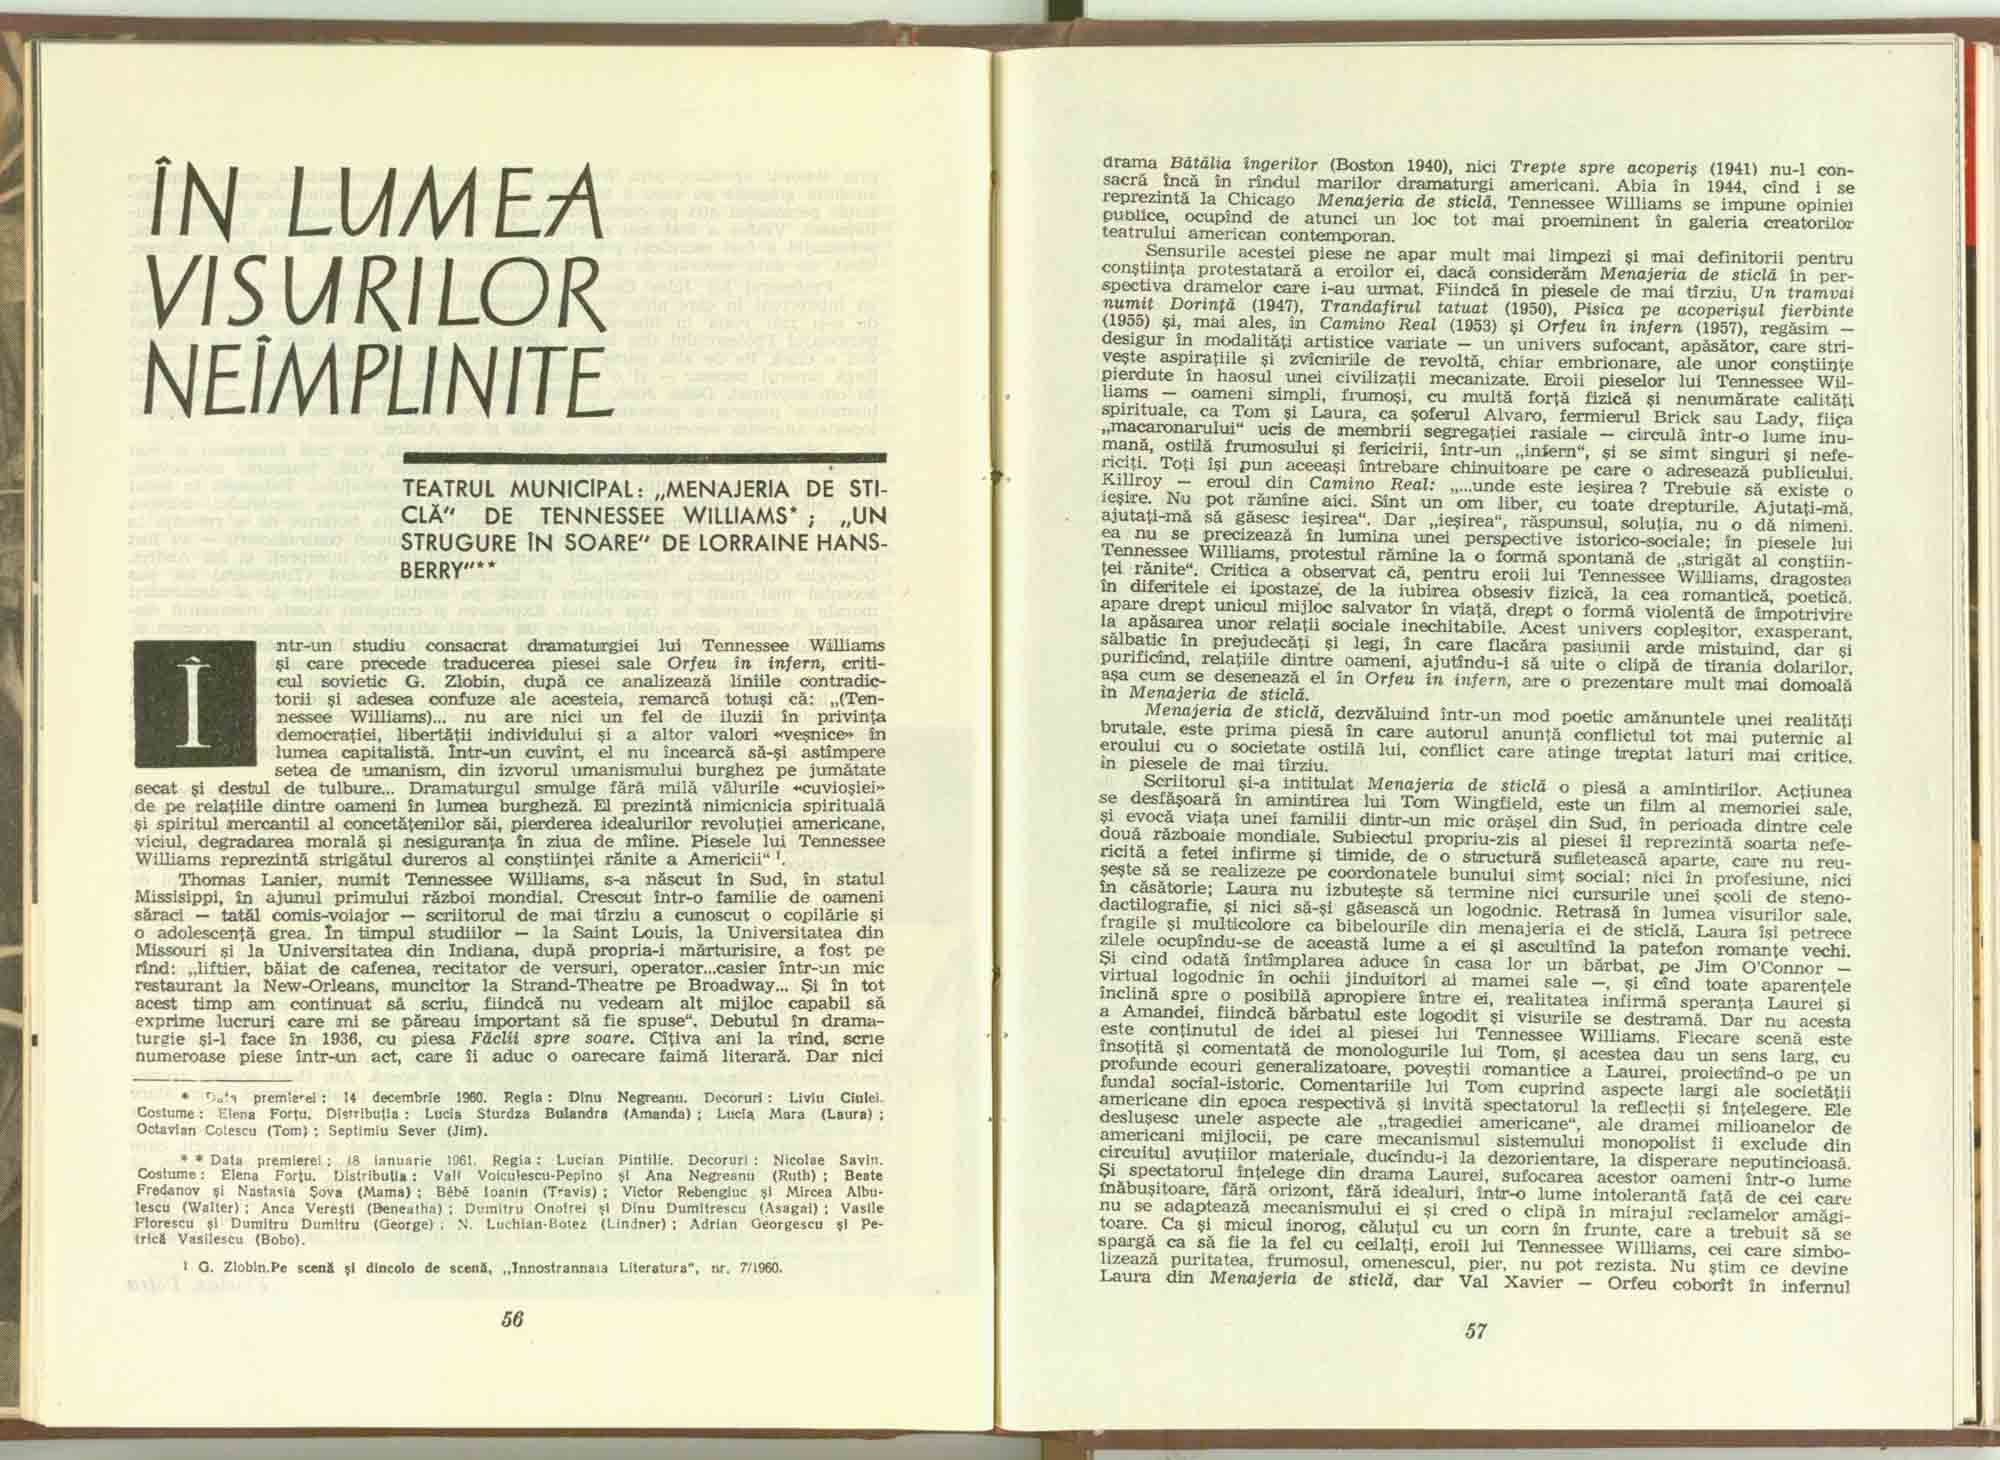 ÎN LUMEA
VISURILOR
NEÎMPLINITE
TEATRUL MUNICIPAL: „MENAJERIA DE STI-
CLĂ” DE TENNESSEE WILLIAMS* ; „UN
STRUGURE ÎN SOARE” DE LORRAINE HANS-
BERRY”**
Într-un studiu consacrat dramaturgiei lui Tennessee Williams
și care precede traducerea piesei sale Orfeu în infern, criti-
cul sovietic G. Zlobin, după ce analizează liniile contradic-
torii și adesea confuze ale acesteia, remarcă totuși că: „(Ten-
nessee Williams)... nu are nici un fel de iluzii în privința
democrației, libertății individului și a altor valori «veșnice» în
lumea capitalistă. Într-un cuvînt, el nu încearcă să-și astîmpere
setea de umanism, din izvorul umanismului burghez pe jumătate
secat și destul de tulbure... Dramaturgul smulge fără milă vălurile «cuvioșiei»
de pe relațiile dintre oameni în lumea burgheză. El prezintă nimicnicia spirituală
și spiritul mercantil al concetățenilor săi, pierderea idealurilor revoluției americane,
viciul, degradarea morală și nesiguranța în ziua de mîine. Piesele lui Tennessee
Williams reprezintă strigătul dureros al conștiinței rănite a Americii“ 1.
Thomas Lanier, numit Tennessee Williams, s-a născut în Sud, în statul
Missisipi, în ajunul primului război mondial. Crescut într-o familie de oameni
săraci — tatăl comis-voiajor — scriitorul de mai tîrziu a cunoscut o copilărie și
o adolescență grea. În timpul studiilor — la Saint Louis, la Universitatea din
Missouri și la Universitatea din Indiana, după propria-i mărturisire, a fost pe
rînd: „liftier, băiat de cafenea, recitator de versuri, operator...casier într-un mic
restaurant la New-Orleans, muncitor la Strand-Theatre pe Broadway... Și în tot
acest timp am continuat să scriu, fiindcă nu vedeam alt mijloc capabil să
exprime lucruri care mi se păreau important să fie spuse“. Debutul în drama-
turgie și-l face în 1936, cu piesa Făclii spre soare. Cîțiva ani la rînd, scrie
numeroase piese într-un act, care îi aduc o oarecare faimă literară. Dar nici
* Data premierei : 14 decembrie 1960. Regia : Dinu Negreanu. Decoruri : Liviu Ciulei.
Costume : Elena Forțu. Distribuția : Lucia Sturdza Bulandra (Amanda) ; Lucia Mara (Laura) ;
Octavian Cotescu (Tom) ; Septimiu Sever (Jim).
* * Data premierei : 18 ianuarie 1961. Regia : Lucian Pintilie. Decoruri : Nicolae Savin.
Costume : Elena Forțu. Distribuția : Vali Voiculescu-Pepino și Ana Negreanu (Ruth) ; Beate
Fredanov și Nastasia Șova (Mama) ; Bébé Ioanin (Travis) ; Victor Rebengiuc și Mircea Albu-
lescu (Walter) ; Anca Verești (Beneatha) ; Dumitru Onofrei și Dinu Dumitrescu (Asagai) ; Vasile
Florescu și Dumitru Dumitru (George) ; N. Luchian-Botez (Lindner) ; Adrian Georgescu și Pe-
trică Vasilescu (Bobo).
1 G. Zlobin.Pe scenă și dincolo de scenă, „Innostrannaia Literatura“, nr. 7/1960.
56
drama Bătălia îngerilor (Boston 1940), nici Trepte spre acoperiș (1941) nu-l con-
sacră încă în rîndul marilor dramaturgi americani. Abia în 1944, cînd i se
reprezintă la Chicago Menajeria de sticlă, Tennessee Williams se impune opiniei
publice, ocupînd de atunci un loc tot mai proeminent în galeria creatorilor
teatrului american contemporan.
Sensurile acestei piese ne apar mult mai limpezi și mai definitorii pentru
conștiința protestatară a eroilor ei, dacă considerăm Menajeria de sticlă în per-
spectiva dramelor care i-au urmat. Fiindcă în piesele de mai tîrziu, Un tramvai
numit Dorință (1947), Trandafirul tatuat (1950), Pisica pe acoperișul fierbinte
(1955) și, mai ales, în Camino Real (1953) și Orfeu în infern (1957), regăsim —
desigur în modalități artistice variate — un univers sufocant, apăsător, care stri-
vește aspirațiile și zvîcnirile de revoltă, chiar embrionare, ale unor conștiințe
pierdute în haosul unei civilizații mecanizate. Eroii pieselor lui Tennessee Wil-
liams — oameni simpli, frumoși, cu multă forță fizică și nenumărate calități
spirituale, ca Tom și Laura, ca șoferul Alvaro, fermierul Brick sau Lady, fiica
„macaronarului“ ucis de membrii segregației rasiale — circulă într-o lume inu-
mană, ostilă frumosului și fericirii, într-un „infern“, și se simt singuri și nefe-
riciți. Toți își pun aceeași întrebare chinuitoare pe care o adresează publicului.
Killroy — eroul din Camino Real: „...unde este ieșirea ? Trebuie să existe o
ieșire. Nu pot rămîne aici. Sînt un om liber, cu toate drepturile. Ajutați-mă,
ajutați-mă să găsesc ieșirea“. Dar „ieșirea“, răspunsul, soluția, nu o dă nimeni.
ea nu se precizează în lumina unei perspective istorico-sociale; în piesele lui
Tennessee Williams, protestul rămîne la o formă spontană de „strigăt al conștiin-
ței rănite“. Critica a observat că, pentru eroii lui Tennessee Williams, dragostea
în diferitele ei ipostaze, de la iubirea obsesiv fizică, la cea romantică, poetică,
apare drept unicul mijloc salvator în viață, drept o formă violentă de împotrivire
la apăsarea unor relații sociale inechitabile. Acest univers copleșitor, exasperant,
sălbatic în prejudecăți și legi, în care flacăra pasiunii arde mistuind, dar și
purificînd, relațiile dintre oameni, ajutîndu-i să uite o clipă de tirania dolarilor,
așa cum se desenează el în Orfeu în infern, are o prezentare mult mai domoală
în Menajeria de sticlă.
Menajeria de sticlă, dezvăluind într-un mod poetic amănuntele unei realități
brutale, este prima piesă în care autorul anunță conflictul tot mai puternic al
eroului cu o societate ostilă lui, conflict care atinge treptat laturi mai critice,
în piesele de mai tîrziu.
Scriitorul și-a intitulat Menajeria de sticlă o piesă a amintirilor. Acțiunea
se desfășoară în amintirea lui Tom Wingfield, este un film al memoriei sale,
și evocă viața unei familii dintr-un mic orășel din Sud, în perioada dintre cele
două războaie mondiale. Subiectul propriu-zis al piesei îl reprezintă soarta nefe-
ricită a fetei infirme și timide, de o structură sufletească aparte, care nu reu-
șește să se realizeze pe coordonatele bunului simț social: nici în profesiune, nici
în căsătorie; Laura nu izbutește să termine nici cursurile unei școli de steno-
dactilografie, și nici să-și găsească un logodnic. Retrasă în lumea visurilor sale,
fragile și multicolore ca bibelourile din menajeria ei de sticlă, Laura își petrece
zilele ocupîndu-se de această lume a ei și ascultînd la patefon romanțe vechi.
Și cînd odată întîmplarea aduce în casa lor un bărbat, pe Jim O'Connor —
virtual logodnic în ochii jinduitori ai mamei sale —, și cînd toate aparențele
înclină spre o posibilă apropiere între ei, realitatea infirmă speranța Laurei și
a Amandei, fiindcă bărbatul este logodit și visurile se destramă. Dar nu acesta
este conținutul de idei al piesei lui Tennessee Williams. Fiecare scenă este
însoțită și comentată de monologurile lui Tom, și acestea dau un sens larg, cu
profunde ecouri generalizatoare, poveștii romantice a Laurei, proiectînd-o pe un
fundal social-istoric. Comentariile lui Tom cuprind aspecte largi ale societății
americane din epoca respectivă și invită spectatorul la reflecții și înțelegere. Ele
deslușesc unele aspecte ale „tragediei americane“, ale dramei milioanelor de
americani mijlocii, pe care mecanismul sistemului monopolist îi exclude din
circuitul avuțiilor materiale, ducîndu-i la dezorientare, la disperare neputincioasă.
Și spectatorul înțelege din drama Laurei, sufocarea acestor oameni într-o lume
înăbușitoare, fără orizont, fără idealuri, într-o lume intolerantă față de cei care
nu se adaptează mecanismului ei și cred o clipă în mirajul reclamelor amăgi-
toare. Ca și micul inorog, căluțul cu un corn în frunte, care a trebuit să se
spargă ca să fie la fel cu ceilalți, eroii lui Tennessee Williams, cei care simbo-
lizează puritatea, frumosul, omenescul, pier, nu pot rezista. Nu știm ce devine
Laura din Menajeria de sticlă, dar Val Xavier — Orfeu coborît în infernul
57